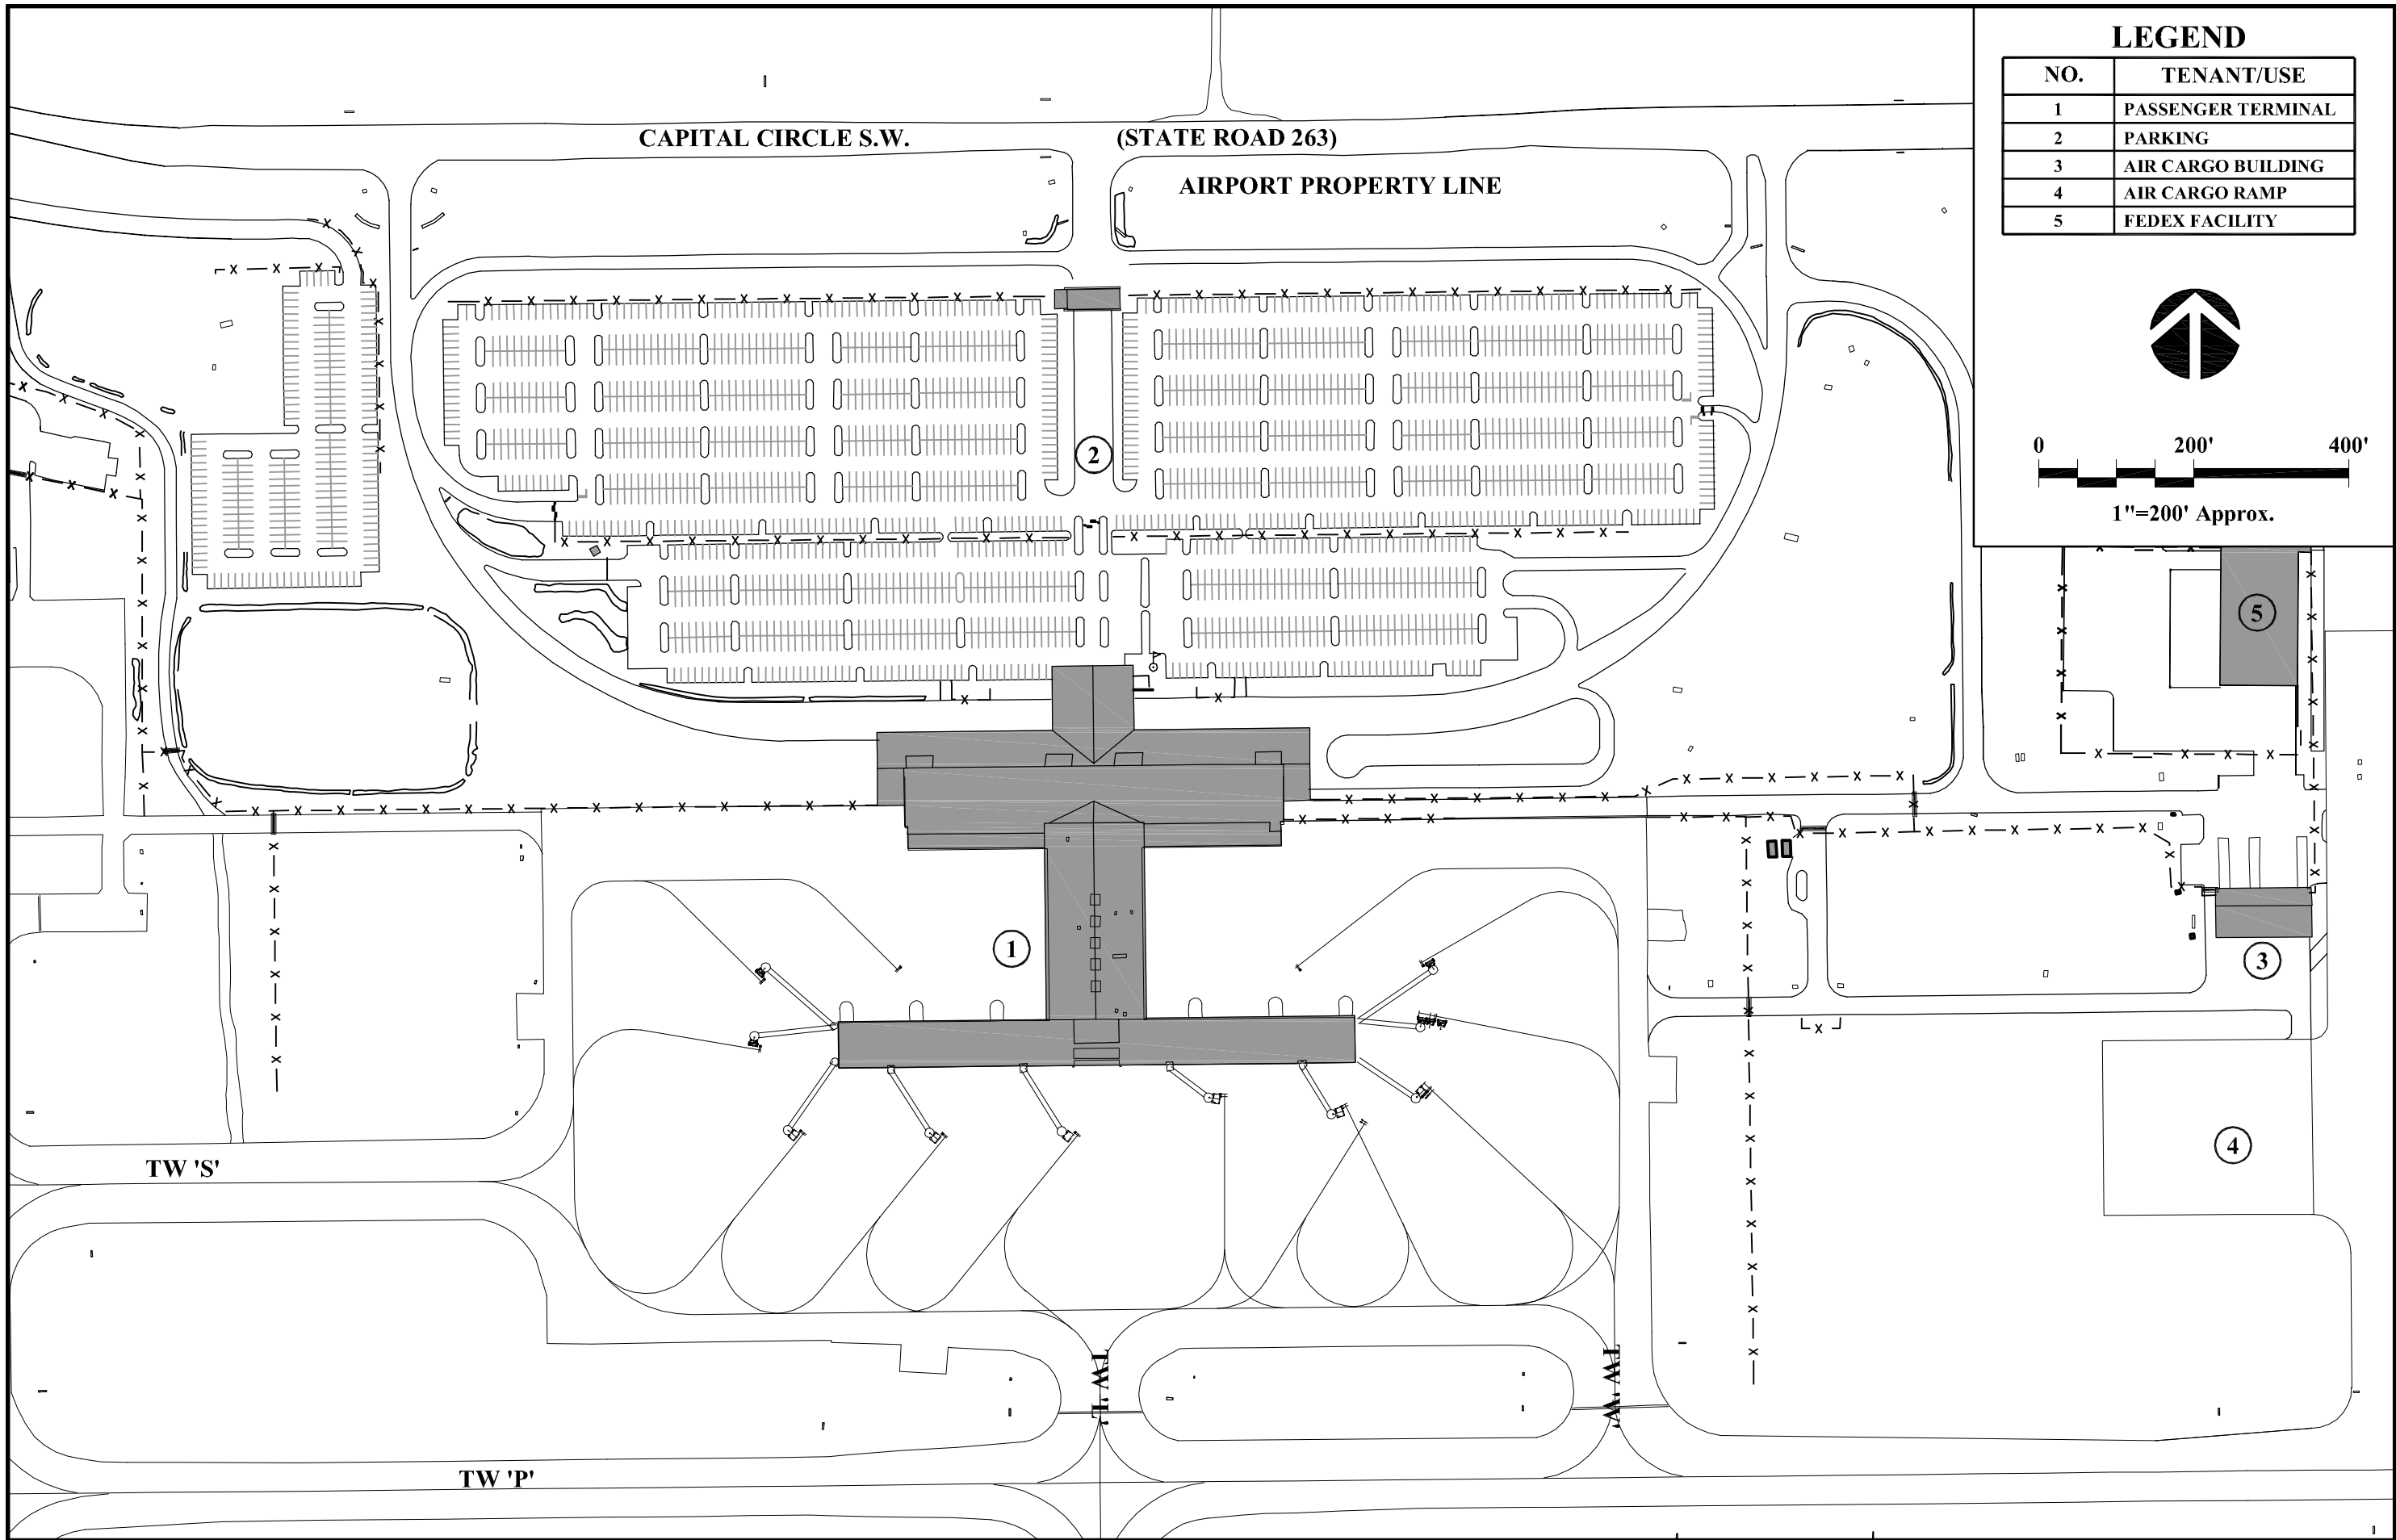 LEGEND
NO. TENANT/USE
1 PASSENGER TERMINAL
2 PARKING
3 AIR CARGO BUILDING
4 AIR CARGO RAMP
5 FEDEX FACILITY
0 200' 400'
1"=200' Approx.
CAPITAL CIRCLE S.W. (STATE ROAD 263)
AIRPORT PROPERTY LINE
2
5
1
3
4
TW 'S'
TW 'P'